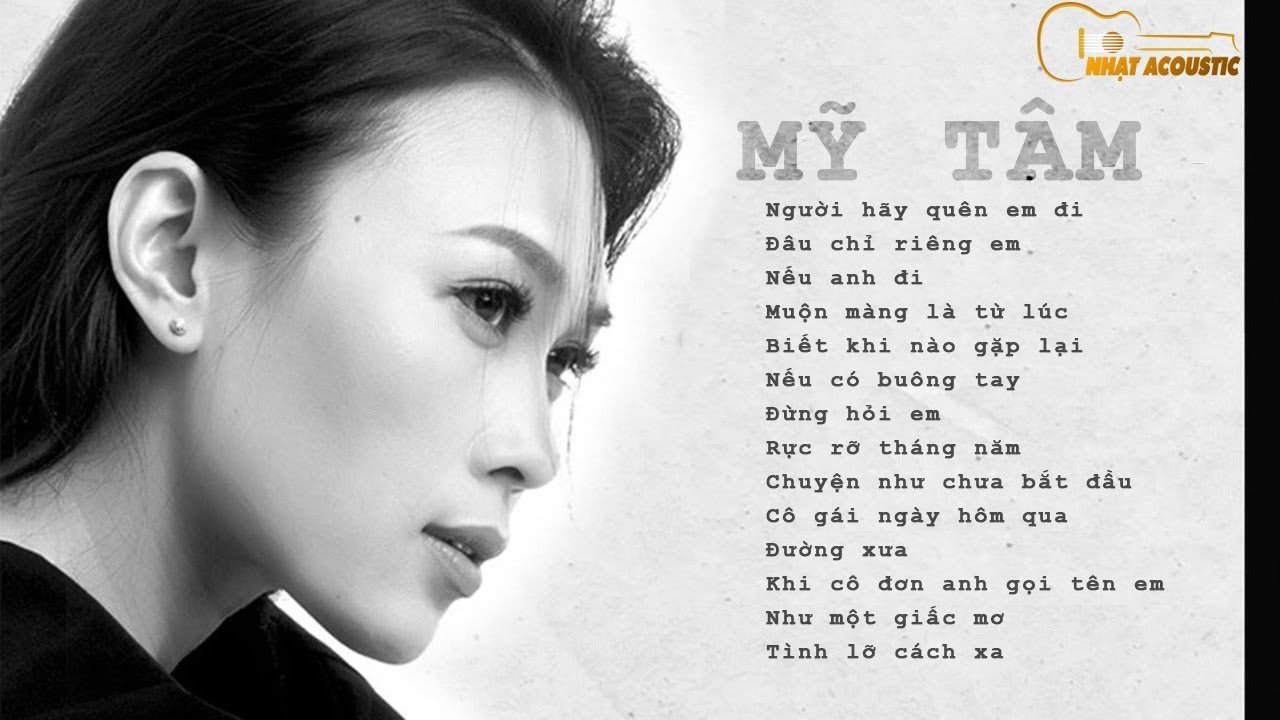 NHẠT ACOUSTIC
MỸ TÂM
Người hãy quên em đi
Đâu chỉ riêng em
Nếu anh đi
Muộn màng là từ lúc
Biết khi nào gặp lại
Nếu có buông tay
Đừng hỏi em
Rực rỡ tháng năm
Chuyện như chưa bắt đầu
Cô gái ngày hôm qua
Đường xưa
Khi cô đơn anh gọi tên em
Như một giấc mơ
Tình lỡ cách xa